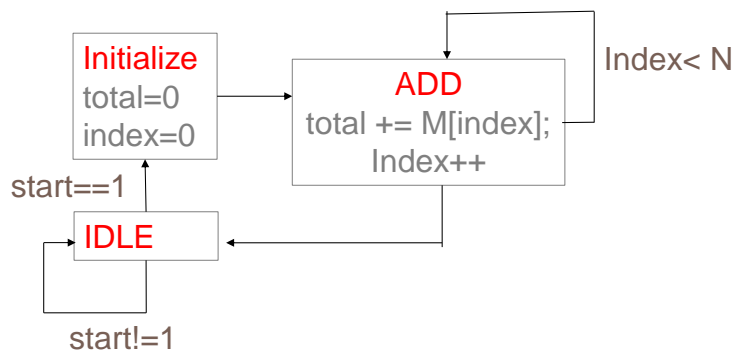 Initialize
total=0
index=0
ADD
total += M[index];
Index++
Index< N
start==1
IDLE
start!=1